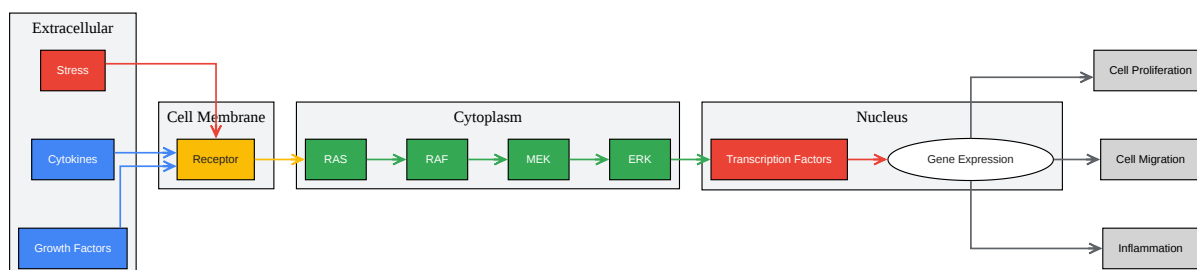 Extracellular
Stress
Cytokines
Growth Factors
Cell Membrane
Receptor
Cytoplasm
RAS
RAF
MEK
ERK
Nucleus
Transcription Factors
Gene Expression
Cell Proliferation
Cell Migration
Inflammation